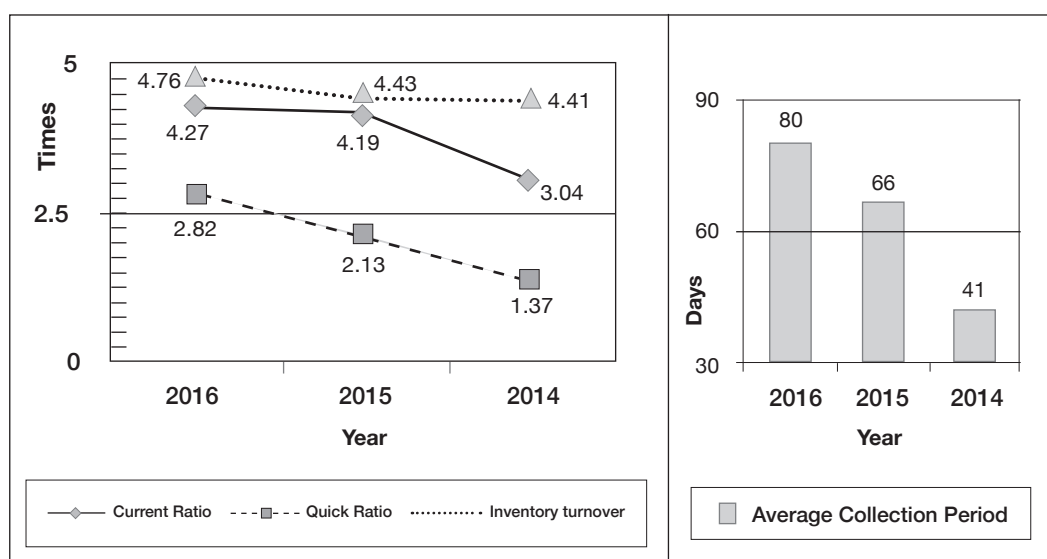 5
4.76
4.43
4.41
4.27
4.19
3.04
Times
2.5
2.82
2.13
1.37
0
2016 2015 2014
Year
Current Ratio Quick Ratio Inventory turnover
90
80
66
60
41
Days
30
2016 2015 2014
Year
Average Collection Period